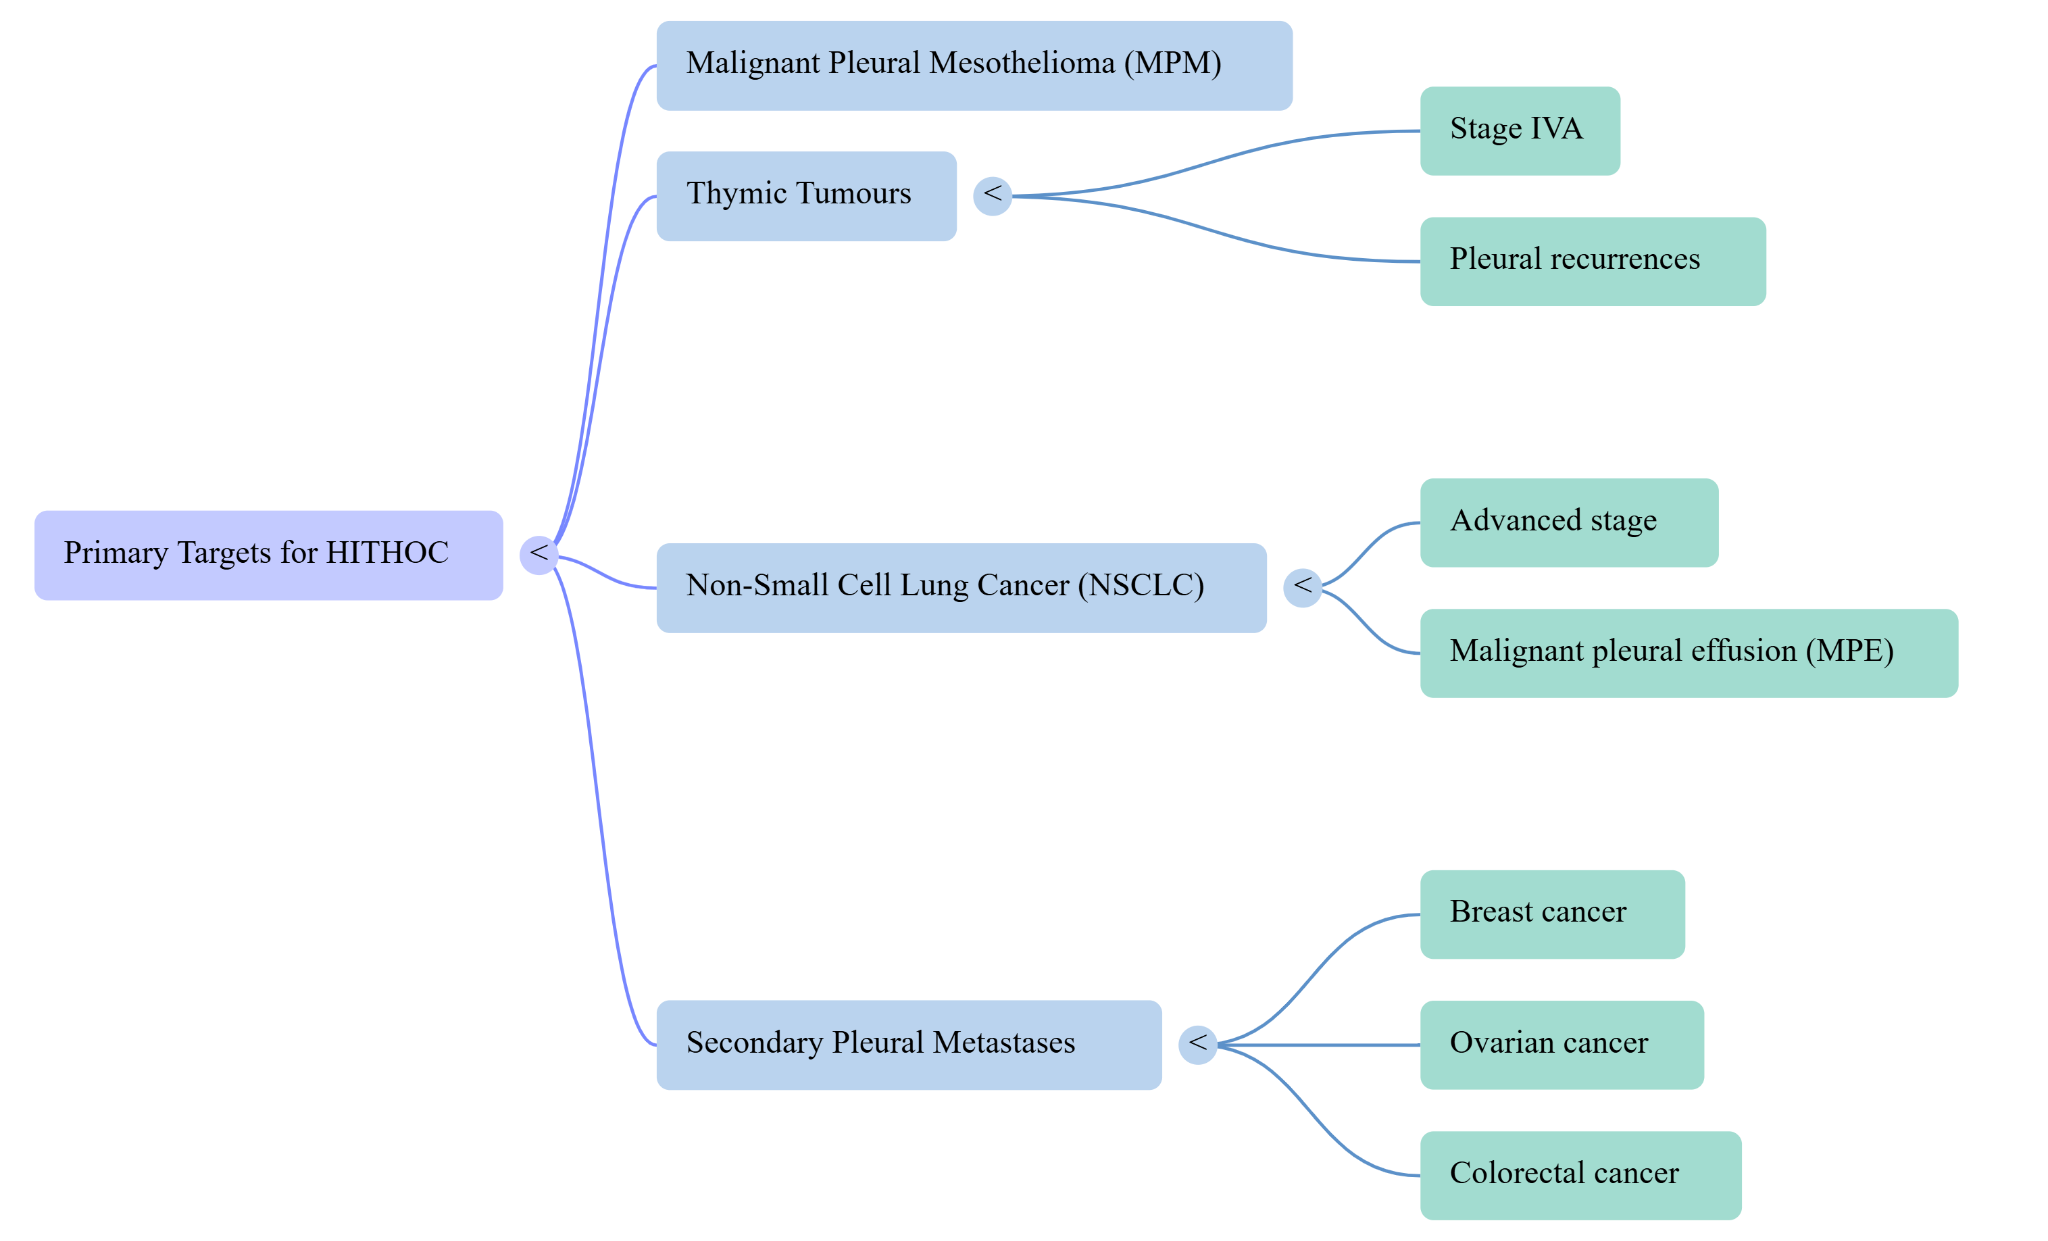 Primary Targets for HITHOC
<
Malignant Pleural Mesothelioma (MPM)
Thymic Tumours
<
Stage IVA
Pleural recurrences
Non-Small Cell Lung Cancer (NSCLC)
<
Advanced stage
Malignant pleural effusion (MPE)
Secondary Pleural Metastases
<
Breast cancer
Ovarian cancer
Colorectal cancer